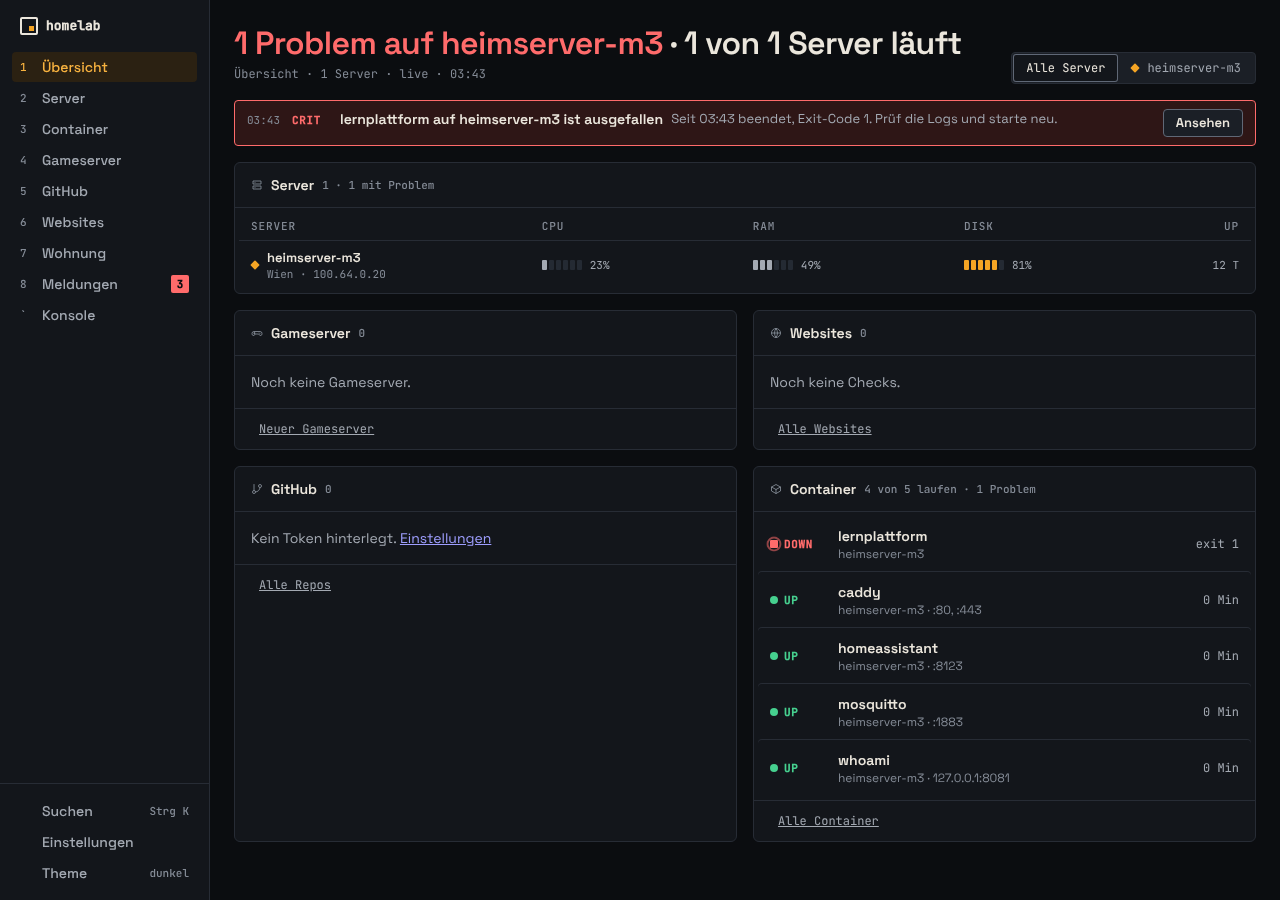 homelab
1 Übersicht
2 Server
3 Container
4 Gameserver
5 GitHub
6 Websites
7 Wohnung
8 Meldungen 3
` Konsole
Suchen Strg K
Einstellungen
Theme dunkel
1 Problem auf heimserver-m3 · 1 von 1 Server läuft
Übersicht · 1 Server · live · 03:43
Alle Server heimserver-m3
03:43 CRIT lernplattform auf heimserver-m3 ist ausgefallen Seit 03:43 beendet, Exit-Code 1. Prüf die Logs und starte neu. Ansehen
Server 1 · 1 mit Problem
SERVER CPU RAM DISK UP
heimserver-m3 23% 49% 81% 12 T
Wien · 100.64.0.20
Gameserver 0
Noch keine Gameserver.
Neuer Gameserver
Websites 0
Noch keine Checks.
Alle Websites
GitHub 0
Kein Token hinterlegt. Einstellungen
Alle Repos
Container 4 von 5 laufen · 1 Problem
DOWN lernplattform exit 1
heimserver-m3
UP caddy 0 Min
heimserver-m3 · :80, :443
UP homeassistant 0 Min
heimserver-m3 · :8123
UP mosquitto 0 Min
heimserver-m3 · :1883
UP whoami 0 Min
heimserver-m3 · 127.0.0.1:8081
Alle Container